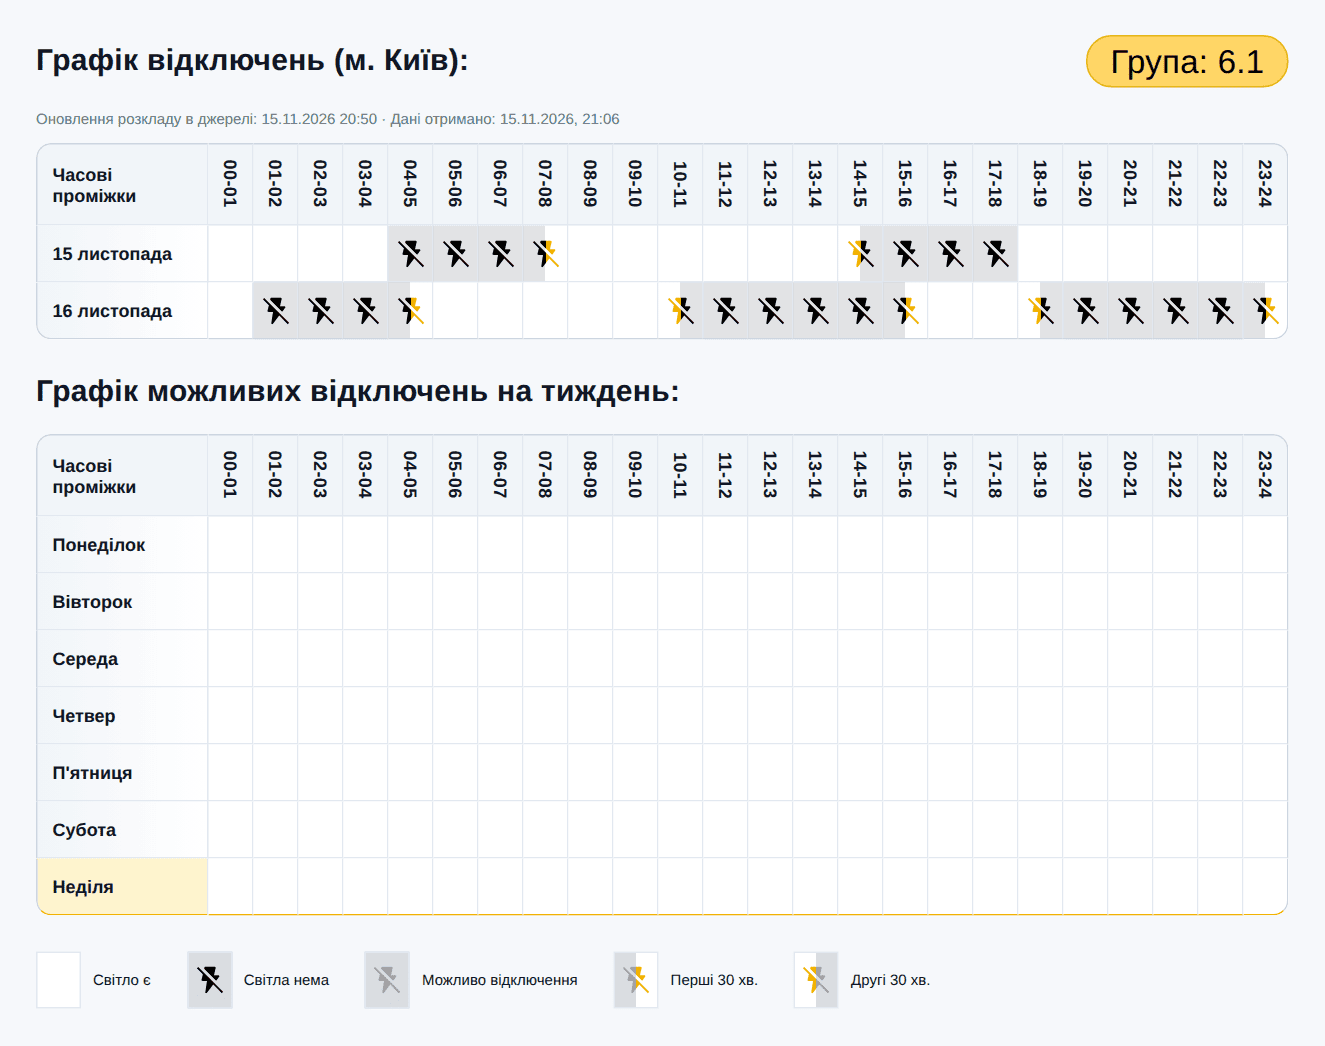 Графік відключень (м. Київ):
Група: 6.1
Оновлення розкладу в джерелі: 15.11.2026 20:50 · Дані отримано: 15.11.2026, 21:06
Часові проміжки 00-01 01-02 02-03 03-04 04-05 05-06 06-07 07-08 08-09 09-10 10-11 11-12 12-13 13-14 14-15 15-16 16-17 17-18 18-19 19-20 20-21 21-22 22-23 23-24
15 листопада
16 листопада
Графік можливих відключень на тиждень:
Часові проміжки 00-01 01-02 02-03 03-04 04-05 05-06 06-07 07-08 08-09 09-10 10-11 11-12 12-13 13-14 14-15 15-16 16-17 17-18 18-19 19-20 20-21 21-22 22-23 23-24
Понеділок
Вівторок
Середа
Четвер
П'ятниця
Субота
Неділя
Світло є Світла нема Можливо відключення Перші 30 хв. Другі 30 хв.